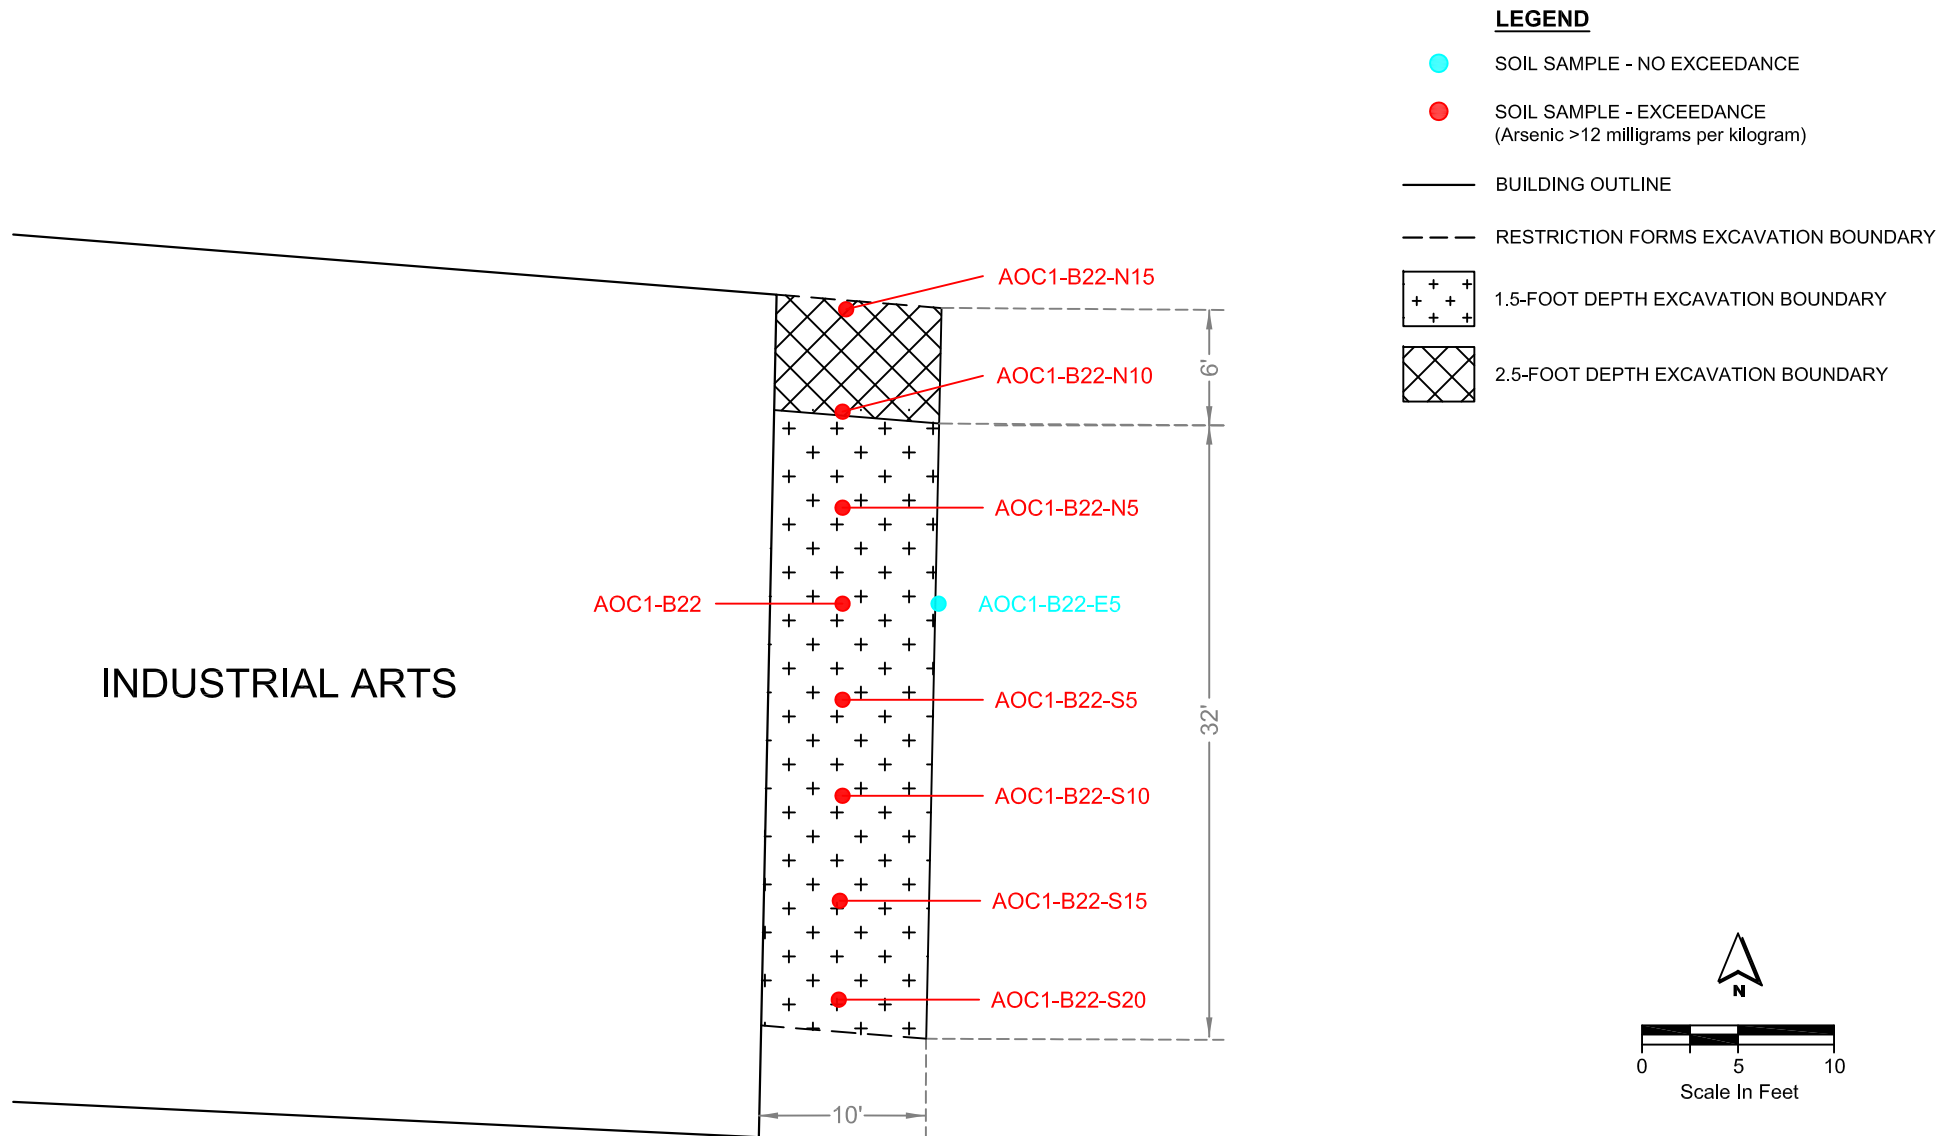 LEGEND
SOIL SAMPLE - NO EXCEEDANCE
SOIL SAMPLE - EXCEEDANCE
(Arsenic >12 milligrams per kilogram)
BUILDING OUTLINE
RESTRICTION FORMS EXCAVATION BOUNDARY
1.5-FOOT DEPTH EXCAVATION BOUNDARY
2.5-FOOT DEPTH EXCAVATION BOUNDARY
AOC1-B22-N15
6'
AOC1-B22-N10
AOC1-B22-N5
AOC1-B22
AOC1-B22-E5
INDUSTRIAL ARTS
AOC1-B22-S5
32'
AOC1-B22-S10
AOC1-B22-S15
AOC1-B22-S20
10'
N
0 5 10
Scale In Feet